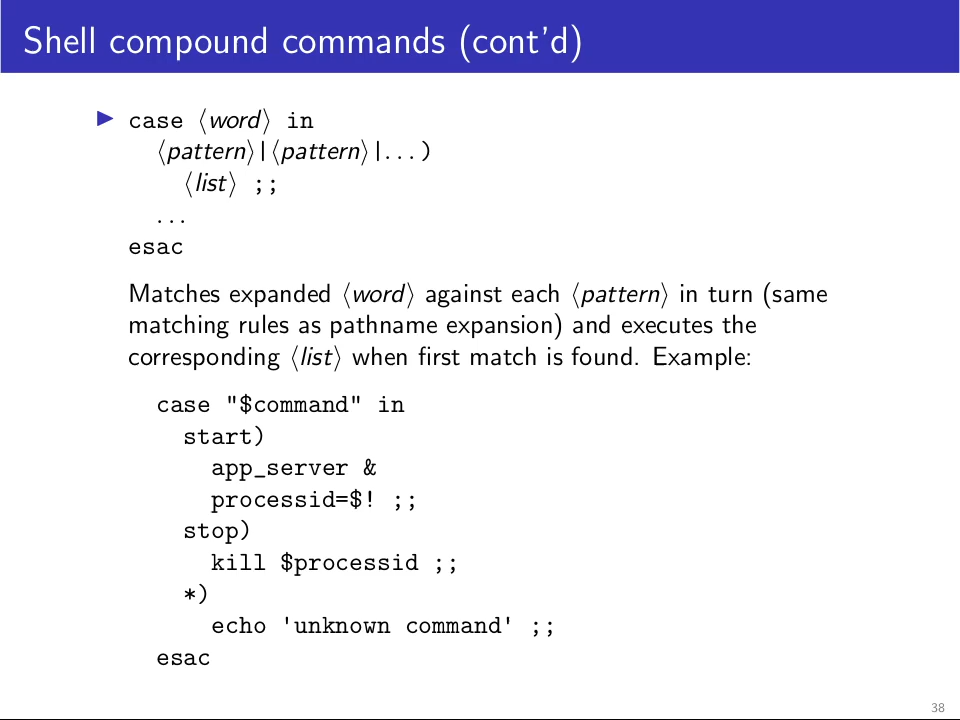 Shell compound commands (cont’d)
▶ case ⟨word⟩ in
⟨pattern⟩|⟨pattern⟩|...)
⟨list⟩ ;;
...
esac
Matches expanded ⟨word⟩ against each ⟨pattern⟩ in turn (same
matching rules as pathname expansion) and executes the
corresponding ⟨list⟩ when first match is found. Example:
case "$command" in
start)
app_server &
processid=$! ;;
stop)
kill $processid ;;
*)
echo 'unknown command' ;;
esac
38